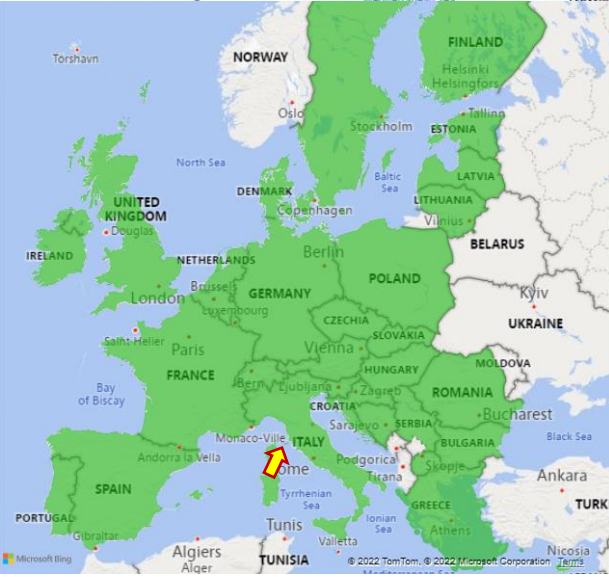 Torshavn
NORWAY
FINLAND
Helsinki
Helsingfors
Oslo
Stockholm
Tallinn
ESTONIA
North Sea
Baltic
Sea
LATVIA
DENMARK
Copenhagen
LITHUANIA
Vilnius
UNITED
KINGDOM
Douglas
IRELAND
NETHERLANDS
Berlin
BELARUS
London
Brussels
GERMANY
POLAND
Kyiv
Luxembourg
CZECHIA
UKRAINE
Saint Helier
Paris
Vienna
SLOVAKIA
FRANCE
Bern
HUNGARY
MOLDOVA
Bay
of Biscay
Ljubljana
Zagreb
ROMANIA
CROATIA
Bucharest
Monaco-Ville
ITALY
Sarajevo
SERBIA
BULGARIA
Black Sea
Andorra la Vella
Podgorica
Skopje
Tirana
Ankara
SPAIN
Tyrrhenian
Sea
GREECE
TURK
PORTUGAL
Gibraltar
Ionian
Sea
Athens
Tunis
Valletta
Nicosia
Microsoft Bing
Algiers
Alger
TUNISIA
© 2022 TomTom, © 2022 Microsoft Corporation Terms